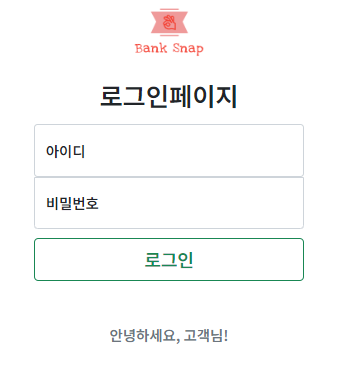 Bank Snap
로그인페이지
아이디
비밀번호
로그인
안녕하세요, 고객님!